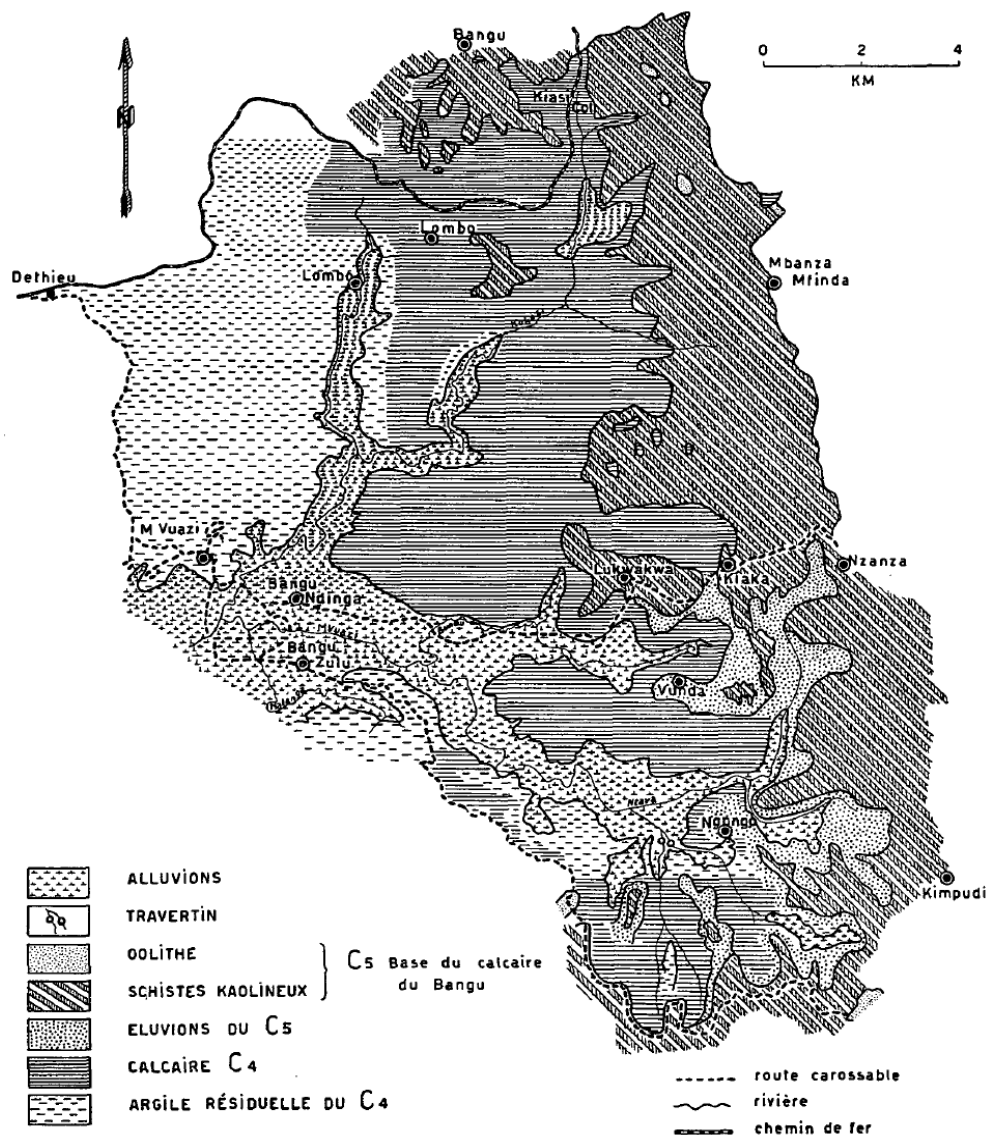 Bangu
0 2 4
KM
Kiasi
Col
N
Lombo
Lombo
Dethieu
Mbanza
Mfinda
M Vuazi
Lukwakwa
Kiaka
Nzanza
Bangu
Ndinga
Bangu
Zulu
Vunda
Ngongo
Kimpudi
ALLUVIONS
TRAVERTIN
OOLITHE
C5 Base du calcaire
du Bangu
SCHISTES KAOLINEUX
ELUVIONS DU C5
CALCAIRE C4
ARGILE RÉSIDUELLE DU C4
route carossable
rivière
chemin de fer